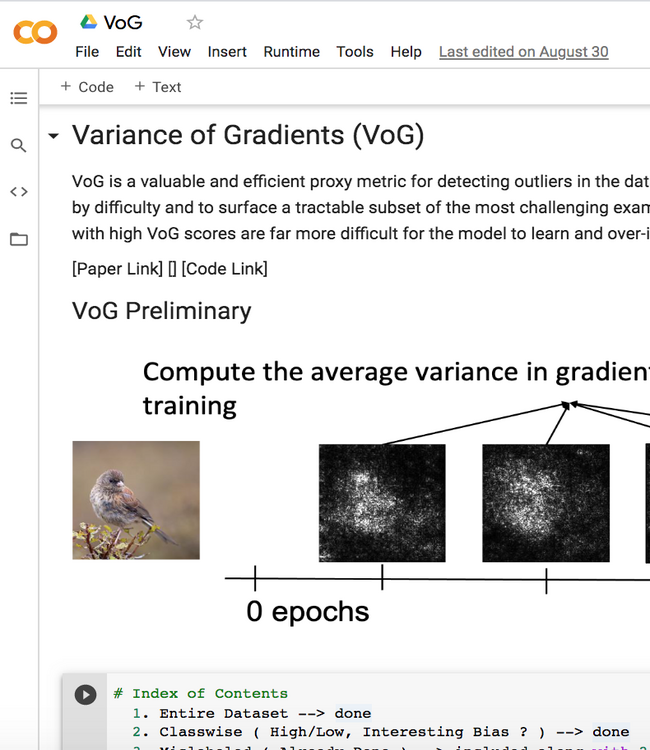 VoG
File Edit View Insert Runtime Tools Help Last edited on August 30
+ Code + Text
Variance of Gradients (VoG)
VoG is a valuable and efficient proxy metric for detecting outliers in the dat
by difficulty and to surface a tractable subset of the most challenging exam
with high VoG scores are far more difficult for the model to learn and over-i
[Paper Link] [] [Code Link]
VoG Preliminary
Compute the average variance in gradien
training
0 epochs
# Index of Contents
1. Entire Dataset --> done
2. Classwise ( High/Low, Interesting Bias ? ) --> done